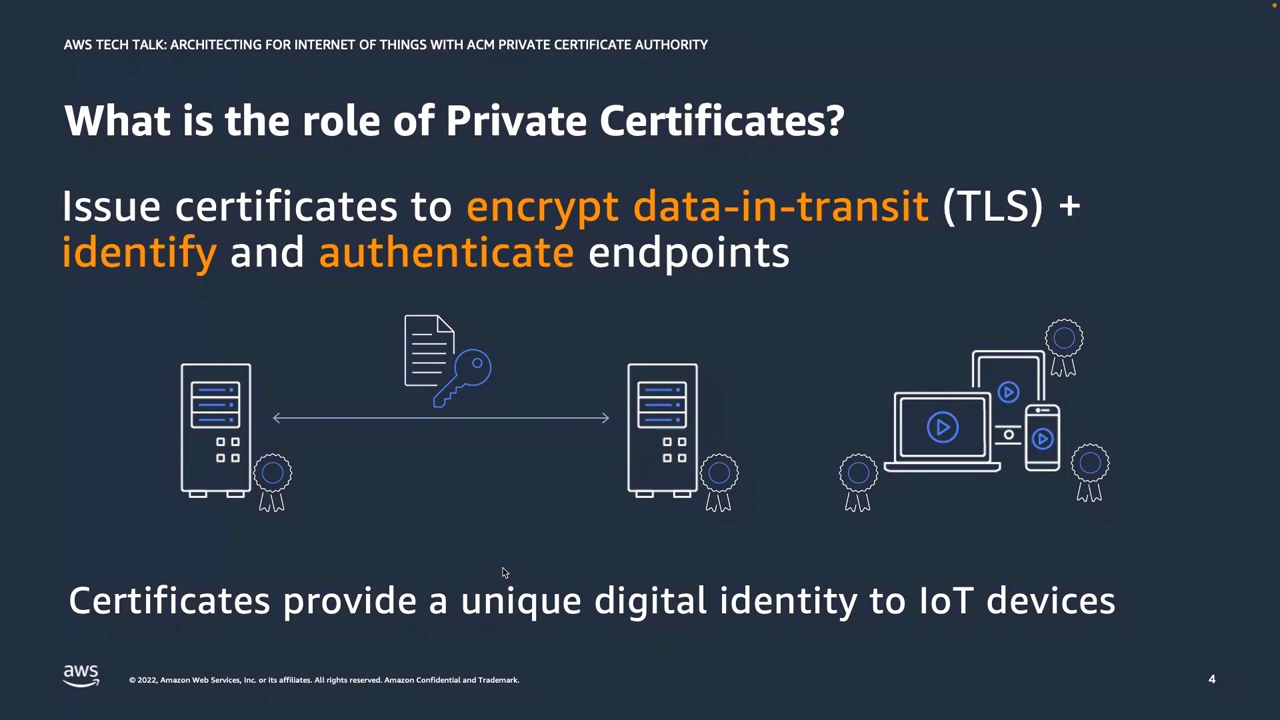 AWS TECH TALK: ARCHITECTING FOR INTERNET OF THINGS WITH ACM PRIVATE CERTIFICATE AUTHORITY
What is the role of Private Certificates?
Issue certificates to encrypt data-in-transit (TLS) +
identify and authenticate endpoints
Certificates provide a unique digital identity to IoT devices
aws
© 2022, Amazon Web Services, Inc. or its affiliates. All rights reserved. Amazon Confidential and Trademark.
4